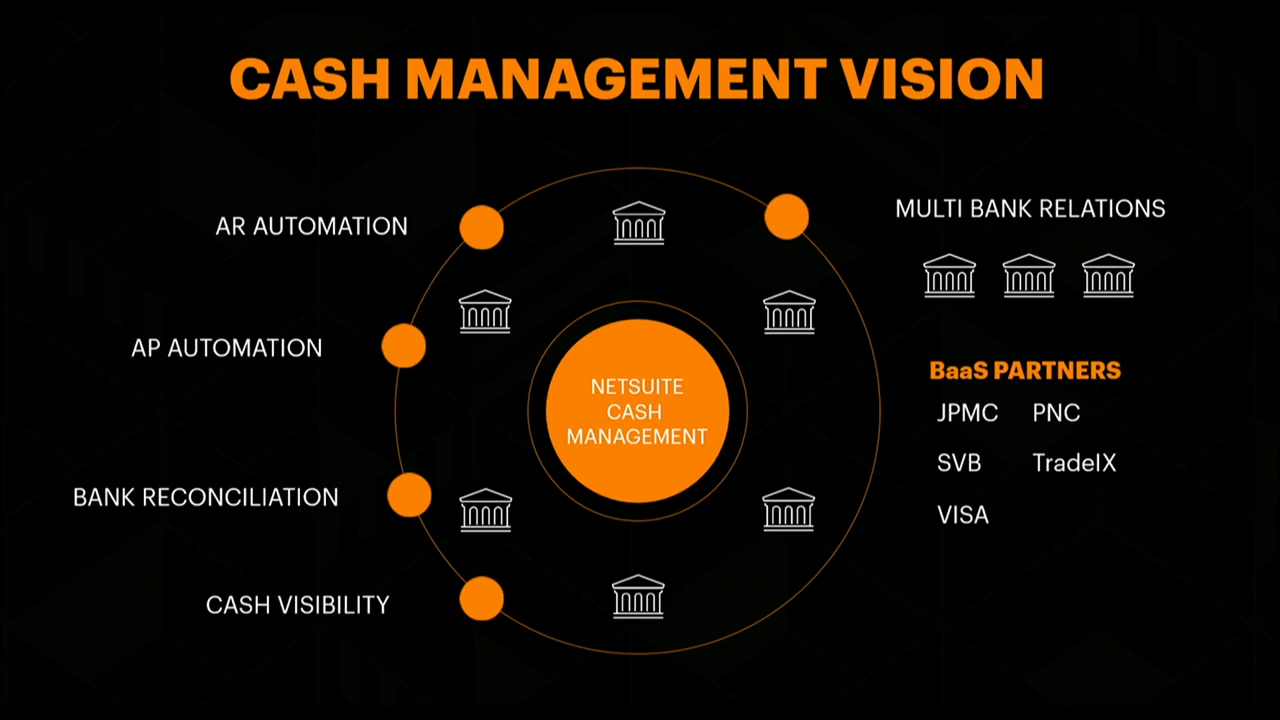 CASH MANAGEMENT VISION
AR AUTOMATION
AP AUTOMATION
BANK RECONCILIATION
CASH VISIBILITY
NETSUITE
CASH
MANAGEMENT
MULTI BANK RELATIONS
BaaS PARTNERS
JPMC PNC
SVB TradeIX
VISA